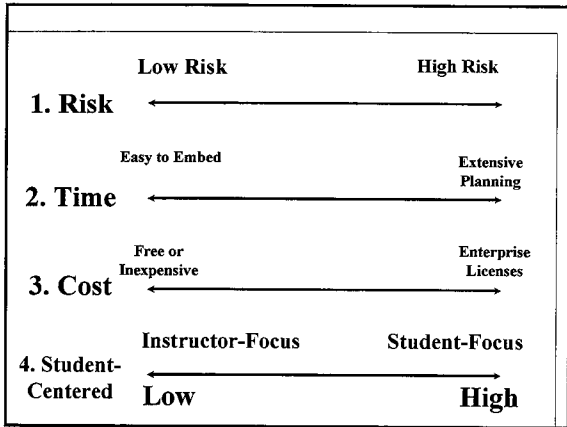 Low Risk High Risk
1. Risk
Easy to Embed Extensive
Planning
2. Time
Free or Enterprise
Inexpensive Licenses
3. Cost
Instructor-Focus Student-Focus
4. Student-
Centered
Low High